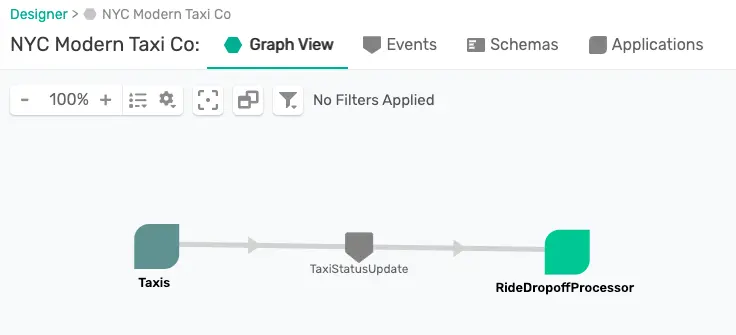 Designer > NYC Modern Taxi Co
NYC Modern Taxi Co: Graph View Events Schemas Applications
- 100% + No Filters Applied
TaxiStatusUpdate
Taxis
RideDropoffProcessor